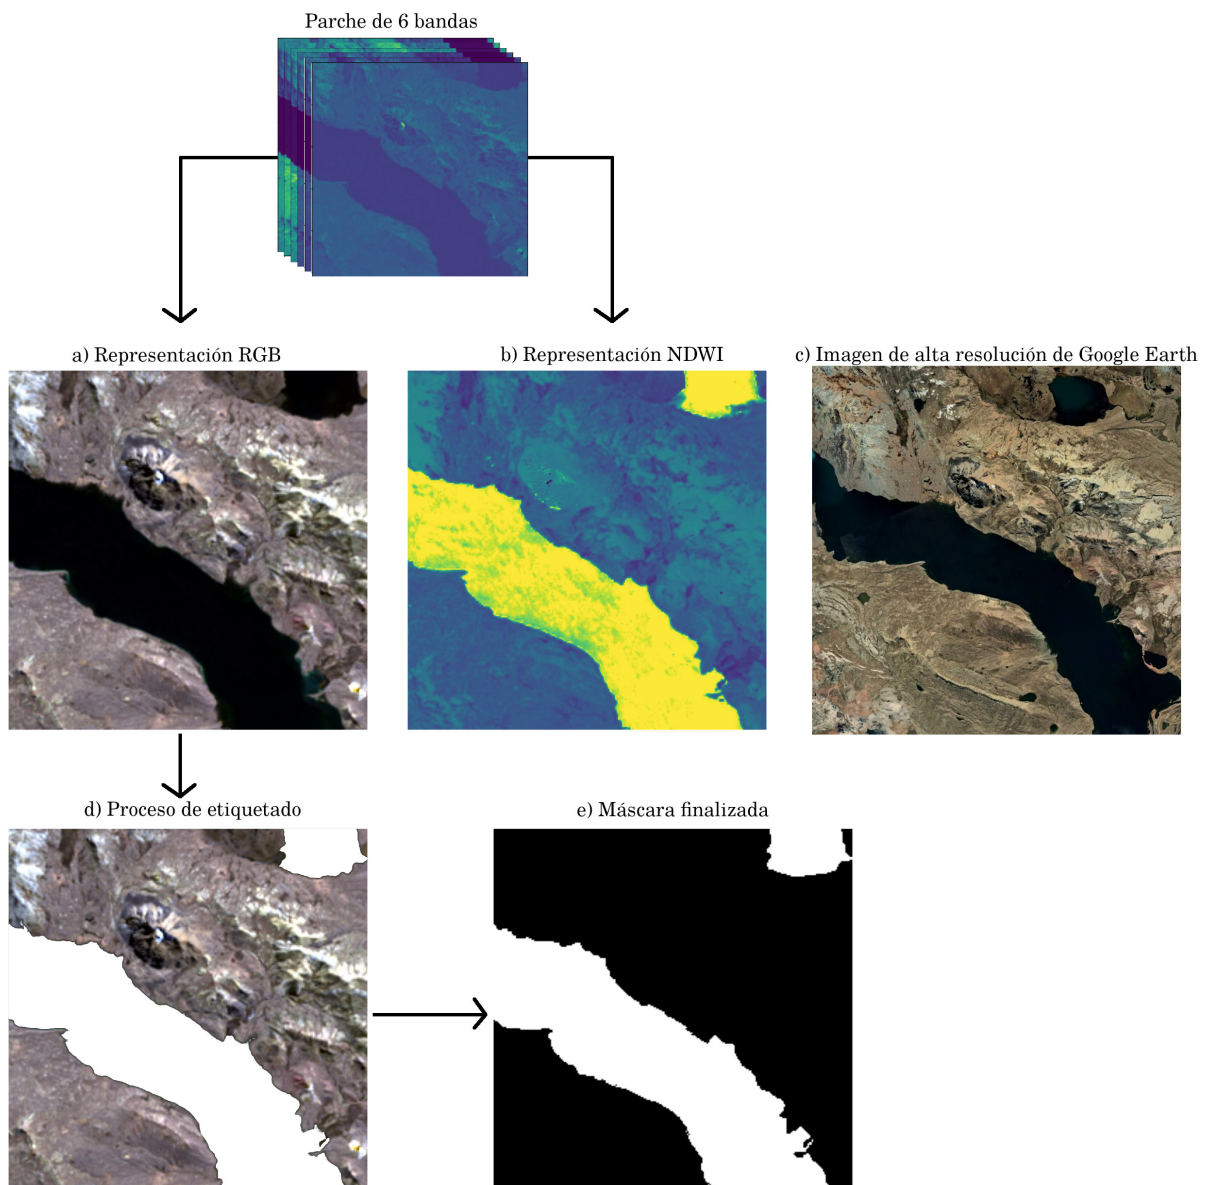 Parche de 6 bandas
a) Representación RGB
b) Representación NDWI
c) Imagen de alta resolución de Google Earth
d) Proceso de etiquetado
e) Máscara finalizada